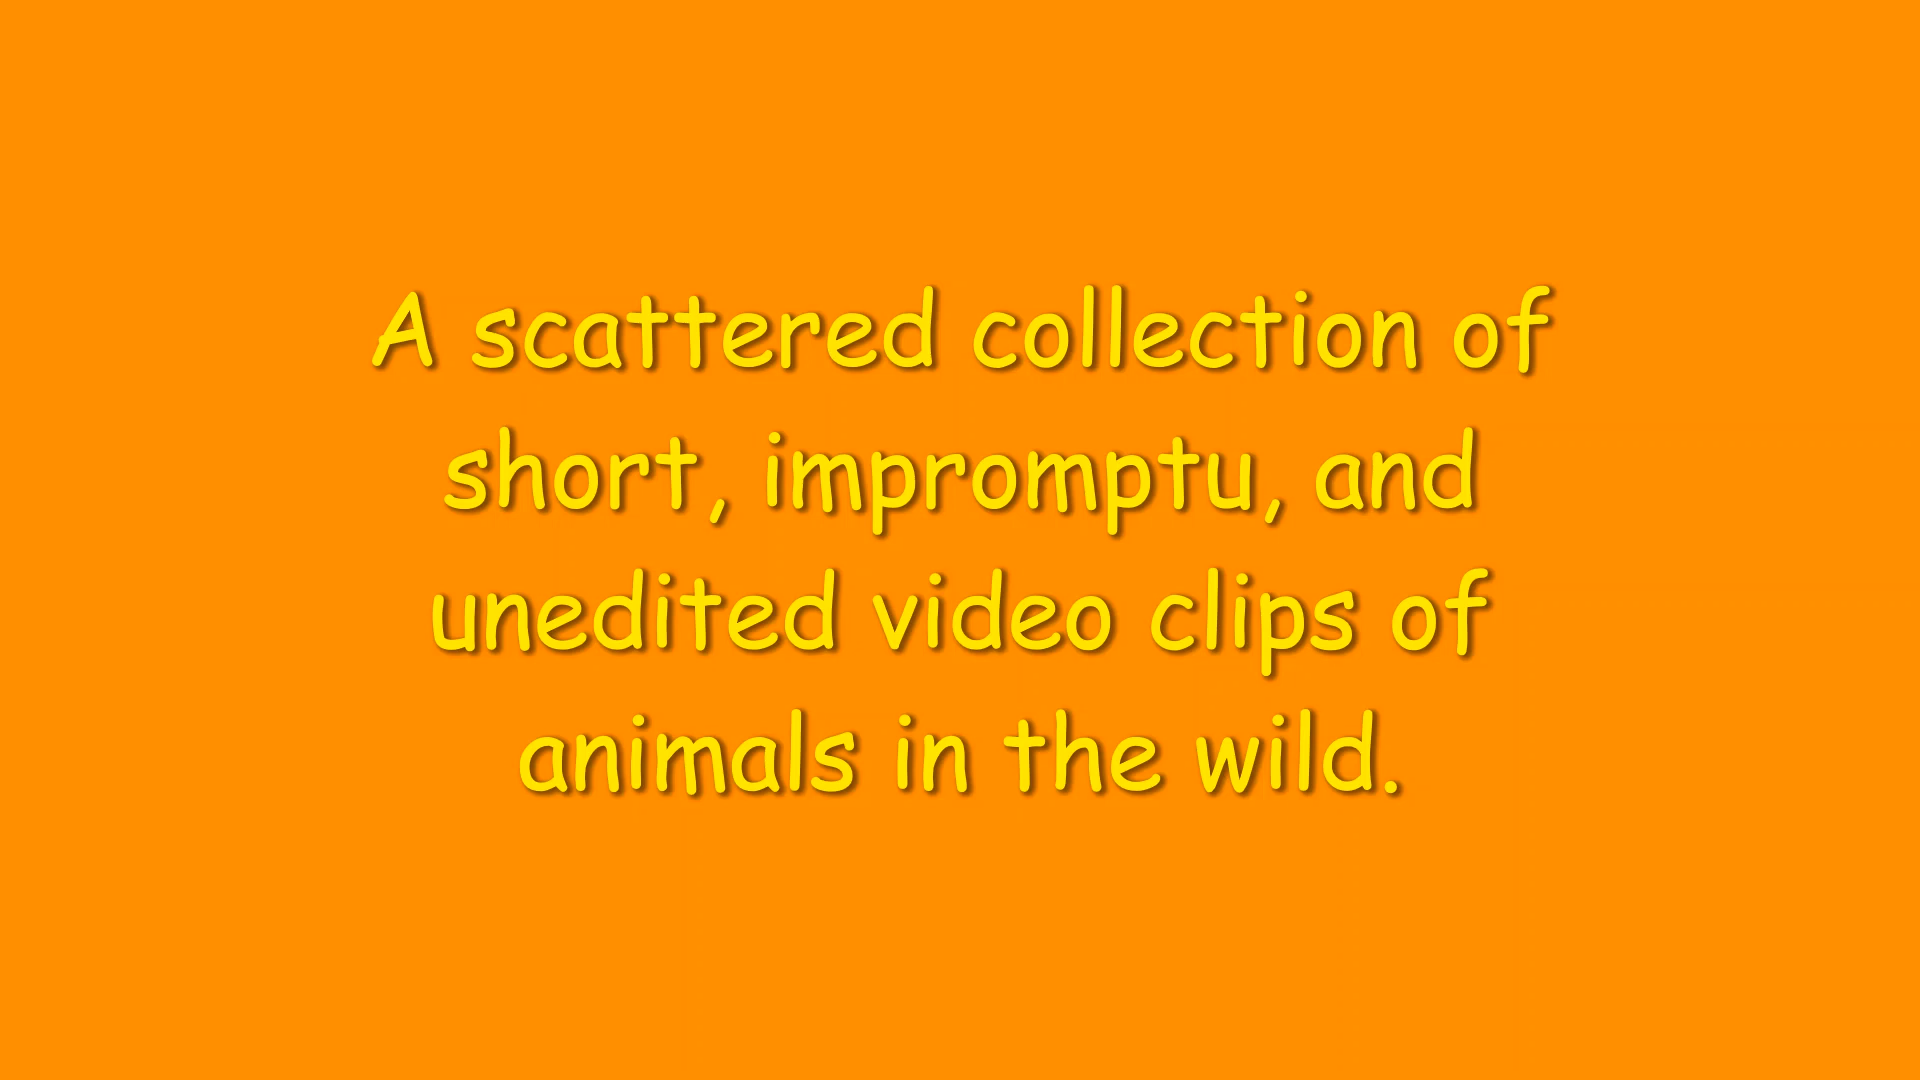 A scattered collection of
short, impromptu, and
unedited video clips of
animals in the wild.